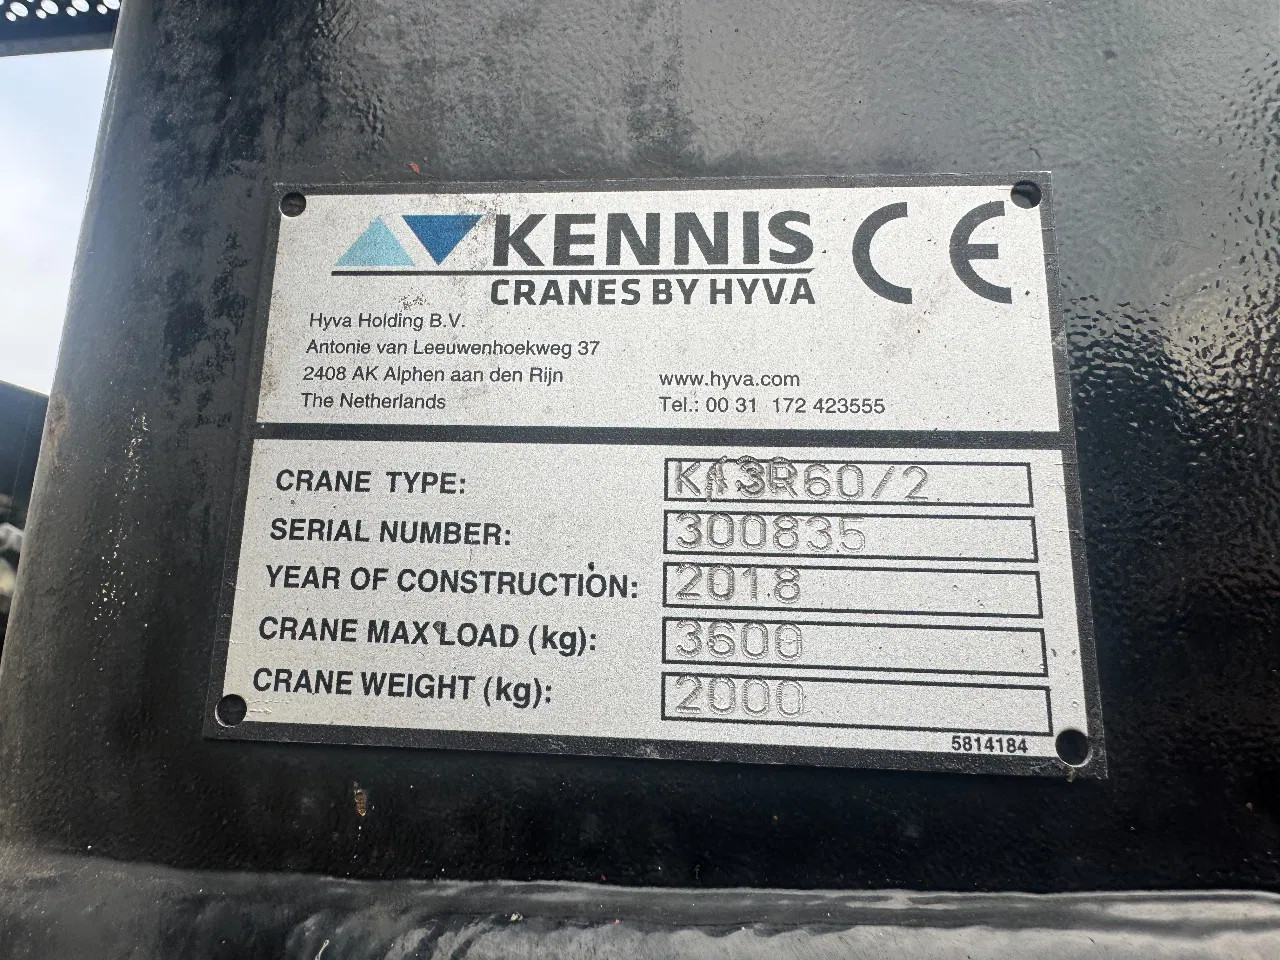 KENNIS CE
CRANES BY HYVA
Hyva Holding B.V.
Antonie van Leeuwenhoekweg 37
2408 AK Alphen aan den Rijn www.hyva.com
The Netherlands Tel.: 00 31 172 423555
CRANE TYPE:
SERIAL NUMBER: 300835
YEAR OF CONSTRUCTION: 2018
CRANE MAX LOAD (kg): 3600
CRANE WEIGHT (kg): 2000
5814184